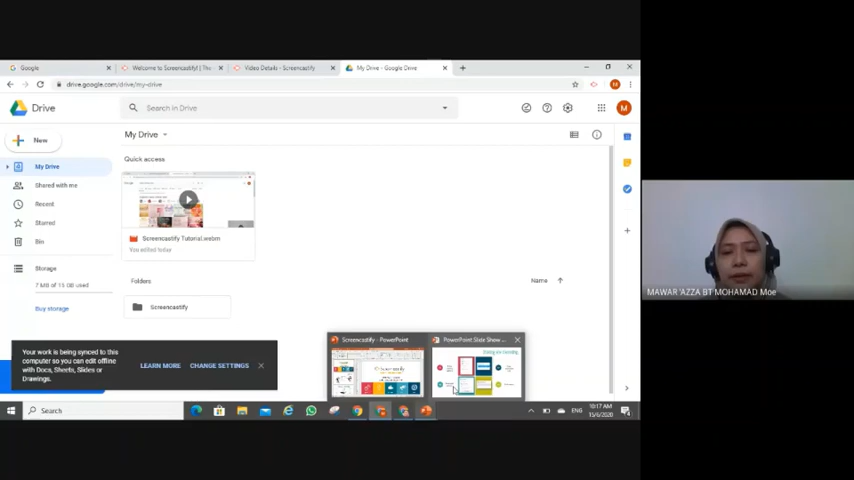 Google
Welcome to Screencastify! | The
Video Details - Screencastify
My Drive - Google Drive
drive.google.com/drive/my-drive
M
Drive
Search in Drive
M
New
My Drive
My Drive
Shared with me
Recent
Starred
Bin
Storage
7 MB of 15 GB used
Buy storage
Quick access
Screencastify Tutorial.webm
You edited today
Folders
Name
Screencastify
Your work is being synced to this
computer so you can edit offline
with Docs, Sheets, Slides or
Drawings.
LEARN MORE
CHANGE SETTINGS
Screencastify - PowerPoint
PowerPoint Slide Show ...
Search
ENG
10:17 AM
15/6/2020
MAWAR 'AZZA BT MOHAMAD Moe